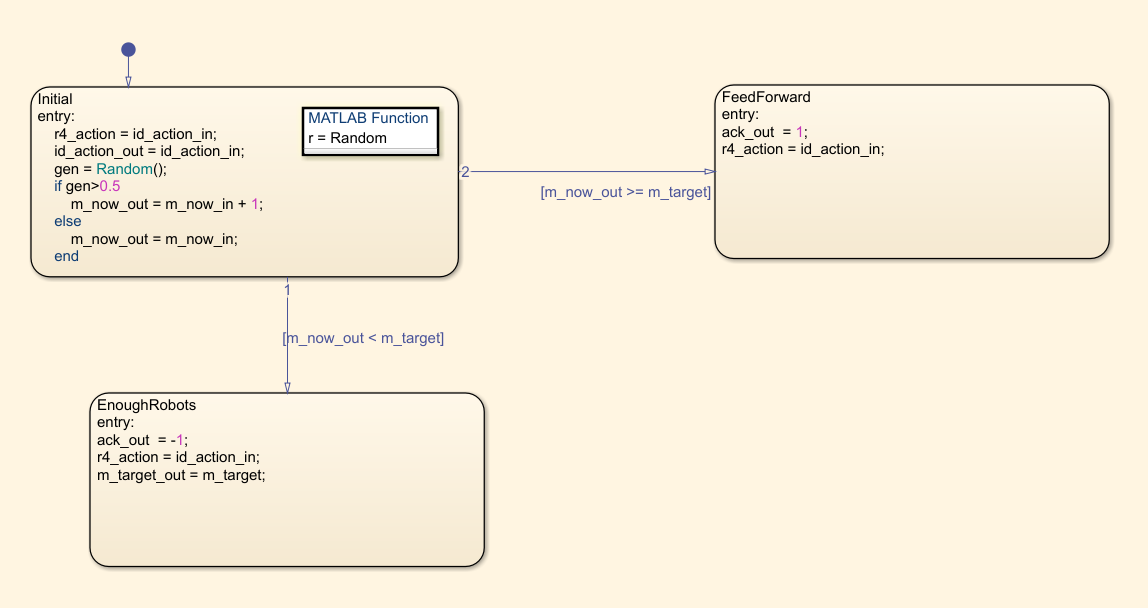 Initial
entry:
r4_action = id_action_in;
id_action_out = id_action_in;
gen = Random();
if gen>0.5
m_now_out = m_now_in + 1;
else
m_now_out = m_now_in;
end
MATLAB Function
r = Random
2
[m_now_out >= m_target]
FeedForward
entry:
ack_out  = 1;
r4_action = id_action_in;
1
[m_now_out < m_target]
EnoughRobots
entry:
ack_out  = -1;
r4_action = id_action_in;
m_target_out = m_target;